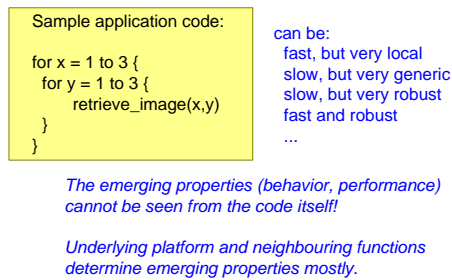 Sample application code:
for x = 1 to 3 {
for y = 1 to 3 {
retrieve_image(x,y)
}
}
can be:
fast, but very local
slow, but very generic
slow, but very robust
fast and robust
...
The emerging properties (behavior, performance)
cannot be seen from the code itself!
Underlying platform and neighbouring functions
determine emerging properties mostly.